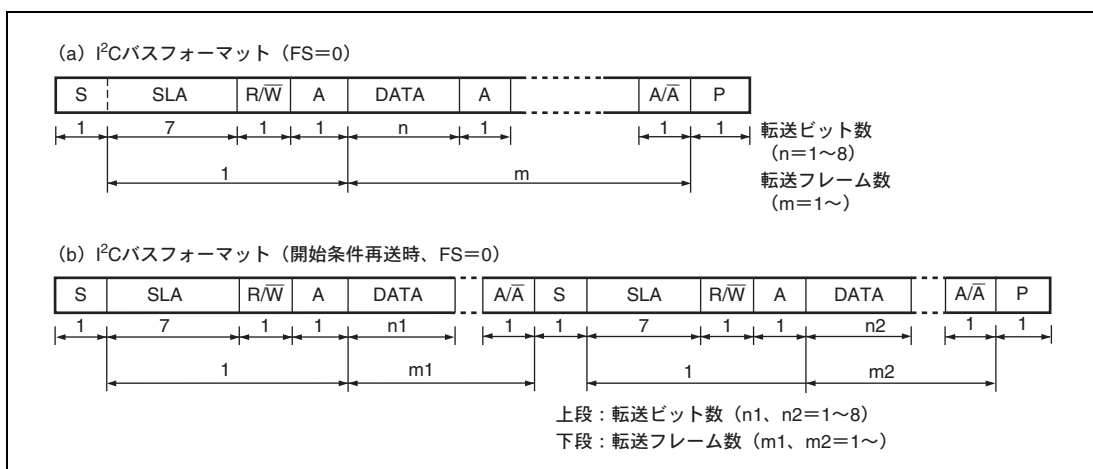 (a) I²Cバスフォーマット(FS=0)
S SLA R/W̅ A DATA A A/A̅ P
1 7 1 1 n 1 1 1 転送ビット数
(n=1~8)
1 m 転送フレーム数
(m=1~)
(b) I²Cバスフォーマット(開始条件再送時、FS=0)
S SLA R/W̅ A DATA A/A̅ S SLA R/W̅ A DATA A/A̅ P
1 7 1 1 n1 1 1 7 1 1 n2 1 1
1 m1 1 m2
上段:転送ビット数(n1、n2=1~8)
下段:転送フレーム数(m1、m2=1~)